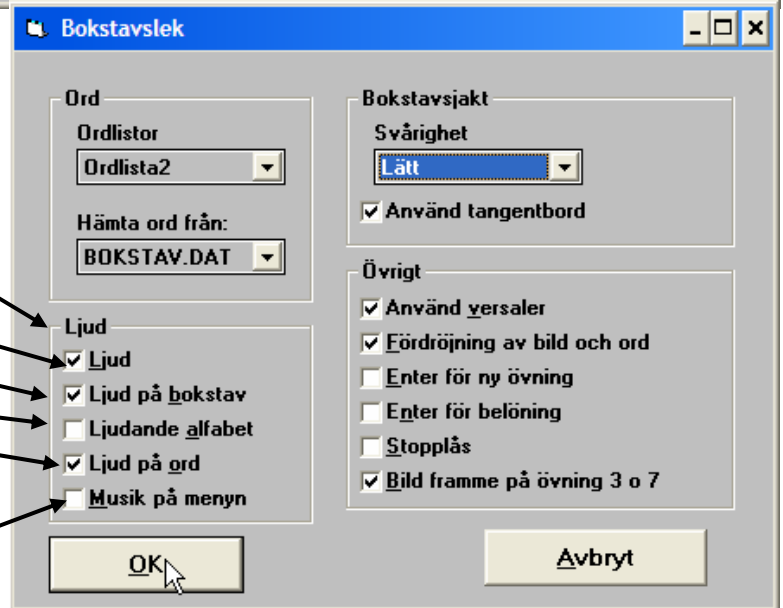 Bokstavslek
Ord
Ordlistor
Ordlista2
Hämta ord från:
BOKSTAV.DAT
Ljud
Ljud
Ljud på bokstav
Ljudande alfabet
Ljud på ord
Musik på menyn
OK
Bokstavsjakt
Svårighet
Lätt
Använd tangentbord
Övrigt
Använd versaler
Fördröjning av bild och ord
Enter för ny övning
Enter för belöning
Stopplås
Bild framme på övning 3 o 7
Avbryt